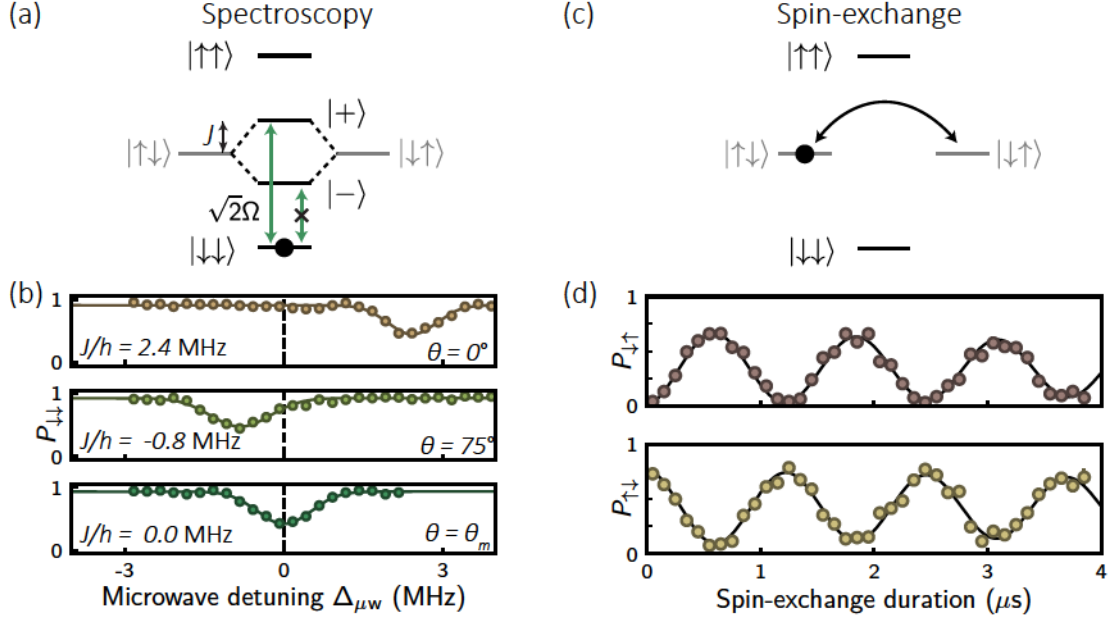 (a) Spectroscopy
|↑↑⟩
|+⟩
J
|↑↓⟩ |↓↑⟩
|−⟩
√2Ω
|↓↓⟩
(b)
1
0
J/h = 2.4 MHz θ = 0°
1
0
J/h = -0.8 MHz θ = 75°
1
0
J/h = 0.0 MHz θ = θm
P↓↓
-3 0 3
Microwave detuning Δμw (MHz)
(c) Spin-exchange
|↑↑⟩
|↑↓⟩ |↓↑⟩
|↓↓⟩
(d)
1
P↓↑
0
1
P↑↓
0
0 1 2 3 4
Spin-exchange duration (μs)